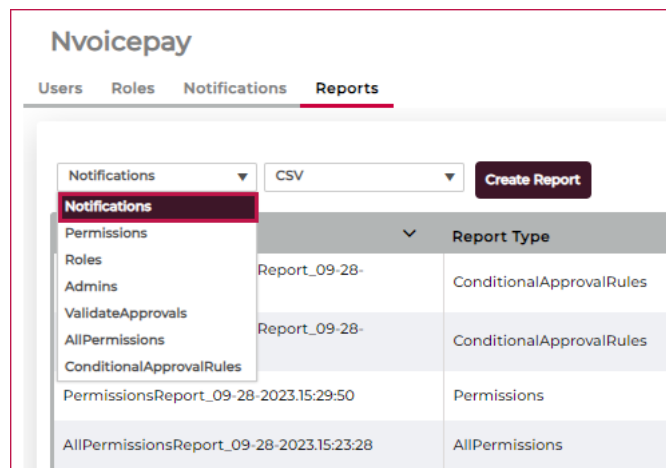 Nvoicepay
Users Roles Notifications Reports
Notifications CSV Create Report
Notifications
Permissions
Roles
Admins
ValidateApprovals
AllPermissions
ConditionalApprovalRules
Report Type
Report_09-28- ConditionalApprovalRules
Report_09-28- ConditionalApprovalRules
PermissionsReport_09-28-2023.15:29:50 Permissions
AllPermissionsReport_09-28-2023.15:23:28 AllPermissions